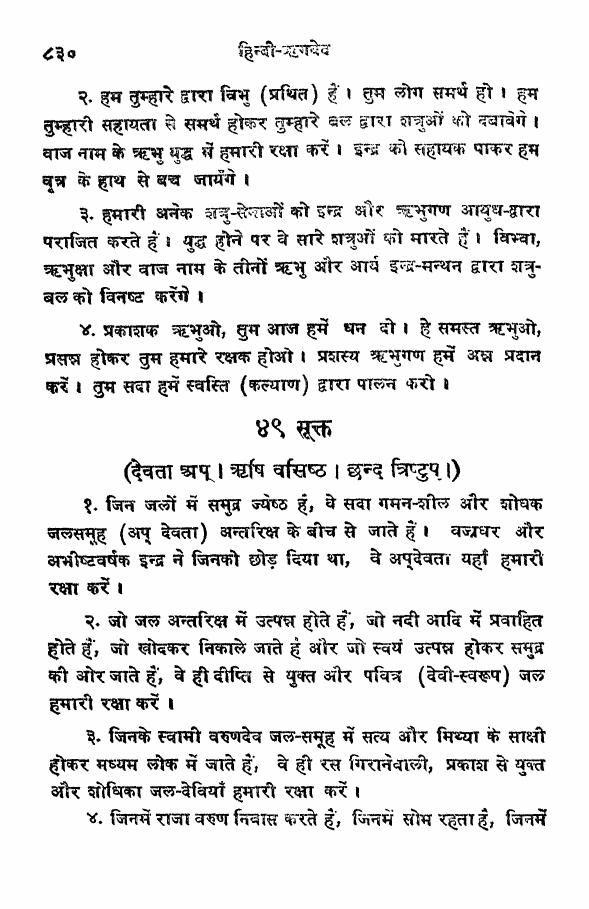 ८३० हिन्दी-ऋग्वेद
२. हम तुम्हारे द्वारा विभु (प्रथित) हैं । तुम लोग समर्थ हो । हम
तुम्हारी सहायता से समर्थ होकर तुम्हारे बल द्वारा शत्रुओं को दबावेंगे ।
वाज नाम के ऋभु युद्ध में हमारी रक्षा करें । इन्द्र को सहायक पाकर हम
वृत्र के हाथ से बच जायँगे ।
३. हमारी अनेक शत्रु-सेनाओं को इन्द्र और ऋभुगण आयुध-द्वारा
पराजित करते हैं । युद्ध होने पर वे सारे शत्रुओं को मारते हैं । विभ्वा,
ऋभुक्षा और वाज नाम के तीनों ऋभु और आर्य इन्द्र-मन्थन द्वारा शत्रु-
बल को विनष्ट करेंगे ।
४. प्रकाशक ऋभुओ, तुम आज हमें धन दो । हे समस्त ऋभुओ,
प्रसन्न होकर तुम हमारे रक्षक होओ । प्रशस्य ऋभुगण हमें अन्न प्रदान
करें । तुम सदा हमें स्वस्ति (कल्याण) द्वारा पालन करो ।
४९ सूक्त
(देवता अप् । ऋषि वसिष्ठ । छन्द त्रिष्टुप् ।)
१. जिन जलों में समुद्र ज्येष्ठ है, वे सदा गमन-शील और शोधक
जलसमूह (अप् देवता) अन्तरिक्ष के बीच से जाते हैं । वज्रधर और
अभीष्टवर्षक इन्द्र ने जिनको छोड़ दिया था, वे अप्देवता यहाँ हमारी
रक्षा करें ।
२. जो जल अन्तरिक्ष में उत्पन्न होते हैं, जो नदी आदि में प्रवाहित
होते हैं, जो खोदकर निकाले जाते हैं और जो स्वयं उत्पन्न होकर समुद्र
की ओर जाते हैं, वे ही दीप्ति से युक्त और पवित्र (देवी-स्वरूप) जल
हमारी रक्षा करें ।
३. जिनके स्वामी वरुणदेव जल-समूह में सत्य और मिथ्या के साक्षी
होकर मध्यम लोक में जाते हैं, वे ही रस गिरानेवाली, प्रकाश से युक्त
और शोधिका जल-देवियाँ हमारी रक्षा करें ।
४. जिनमें राजा वरुण निवास करते हैं, जिनमें सोम रहता है, जिनमें